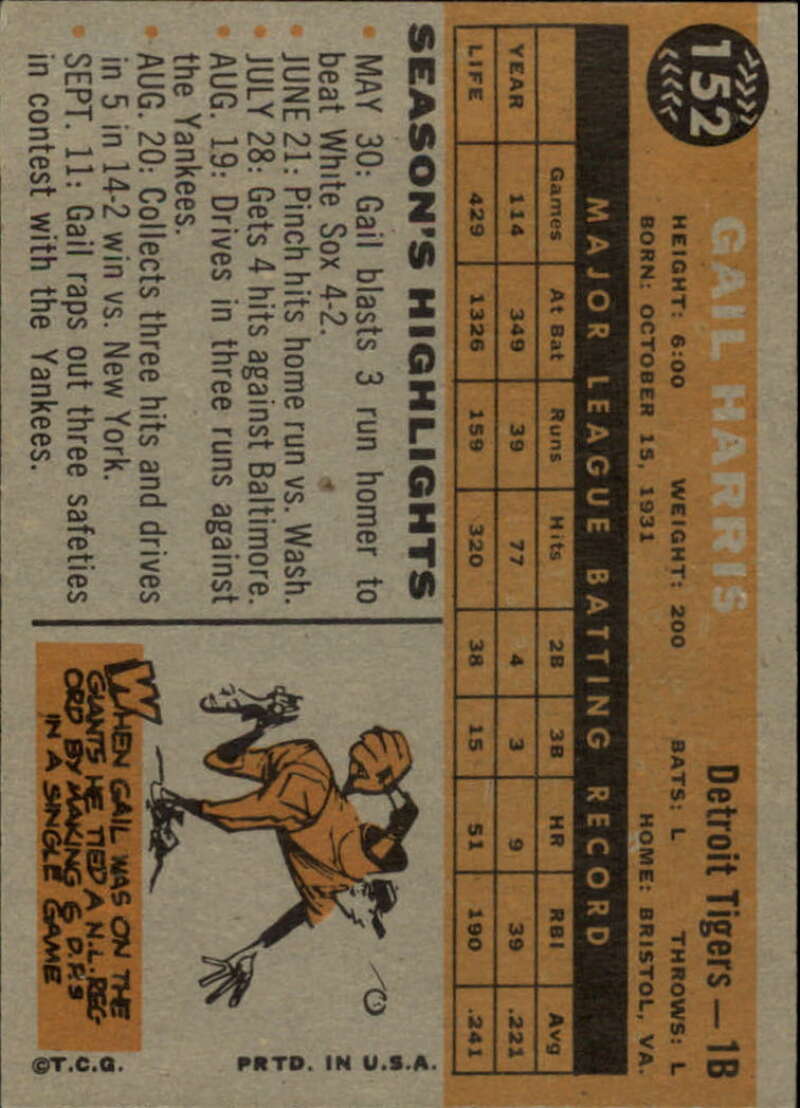 152
GAIL HARRIS
Detroit Tigers — 1B
HEIGHT: 6:00 WEIGHT: 200 BATS: L THROWS: L
BORN: OCTOBER 15, 1931 HOME: BRISTOL, VA.
MAJOR LEAGUE BATTING RECORD
Games At Bat Runs Hits 2B 3B HR RBI Avg
YEAR 114 349 39 77 4 3 9 39 .221
LIFE 429 1326 159 320 38 15 51 190 .241
SEASON'S HIGHLIGHTS
• MAY 30: Gail blasts 3 run homer to
beat White Sox 4-2.
• JUNE 21: Pinch hits home run vs. Wash.
• JULY 28: Gets 4 hits against Baltimore.
• AUG. 19: Drives in three runs against
the Yankees.
• AUG. 20: Collects three hits and drives
in 5 in 14-2 win vs. New York.
• SEPT. 11: Gail raps out three safeties
in contest with the Yankees.
WHEN GAIL WAS ON THE
GIANTS HE TIED A N.L. REC-
ORD BY MAKING 6 D.P.'S
IN A SINGLE GAME
©T.C.G. PRTD. IN U.S.A.